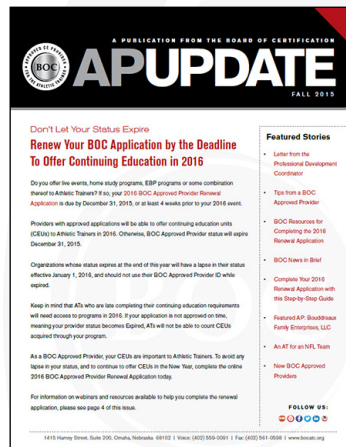 A PUBLICATION FROM THE BOARD OF CERTIFICATION
BOC
APUPDATE
FALL 2015
Don't Let Your Status Expire
Renew Your BOC Application by the Deadline
To Offer Continuing Education in 2016
Do you offer live events, home study programs, EBP programs or some combination
thereof to Athletic Trainers? If so, your 2016 BOC Approved Provider Renewal
Application is due by December 31, 2015, or at least 4 weeks prior to your 2016 event.
Providers with approved applications will be able to offer continuing education units
(CEUs) to Athletic Trainers in 2016. Otherwise, BOC Approved Provider status will expire
December 31, 2015.
Organizations whose status expires at the end of this year will have a lapse in their status
effective January 1, 2016, and should not use their BOC Approved Provider ID while
expired.
Keep in mind that ATs who are late completing their continuing education requirements
will need access to programs in 2016. If your application is not approved on time,
meaning your provider status becomes Expired, ATs will not be able to count CEUs
acquired through your program.
As a BOC Approved Provider, your CEUs are important to Athletic Trainers. To avoid any
lapse in your status, and to continue to offer CEUs in the New Year, complete the online
2016 BOC Approved Provider Renewal Application today.
For information on webinars and resources available to help you complete the renewal
application, please see page 4 of this issue.
Featured Stories
• Letter from the
Professional Development
Coordinator
• Tips from a BOC
Approved Provider
• BOC Resources for
Completing the 2016
Renewal Application
• BOC News in Brief
• Complete Your 2016
Renewal Application with
this Step-by-Step Guide
• Featured AP: Bouddreaux
Family Enterprises, LLC
• An AT for an NFL Team
• New BOC Approved
Providers
FOLLOW US:
1415 Harney Street, Suite 200, Omaha, Nebraska 68102 | Voice: (402) 559-0091 | Fax: (402) 561-0598 | www.bocatc.org